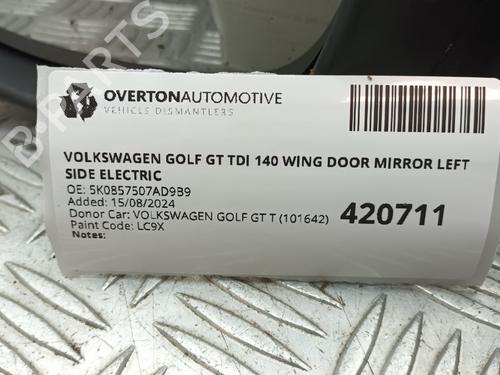 B-PARTS
OVERTONAUTOMOTIVE
VEHICLE DISMANTLERS
VOLKSWAGEN GOLF GT TDI 140 WING DOOR MIRROR LEFT
SIDE ELECTRIC
OE: 5K0857507AD9B9
Added: 15/08/2024
Donor Car: VOLKSWAGEN GOLF GT T (101642)
420711
Paint Code: LC9X
Notes: